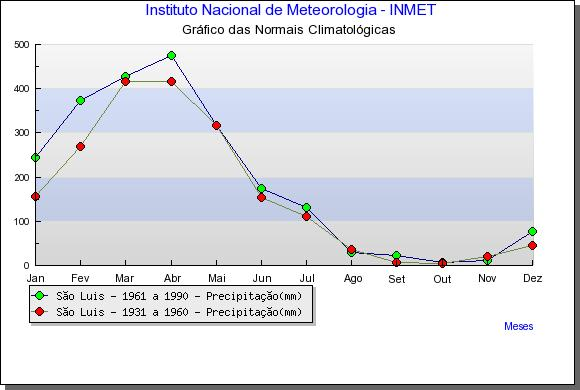 Instituto Nacional de Meteorologia - INMET
Gráfico das Normais Climatológicas
500
400
300
200
100
0
Jan Fev Mar Abr Mai Jun Jul Ago Set Out Nov Dez
São Luis - 1961 a 1990 - Precipitação(mm)
São Luis - 1931 a 1960 - Precipitação(mm)
Meses